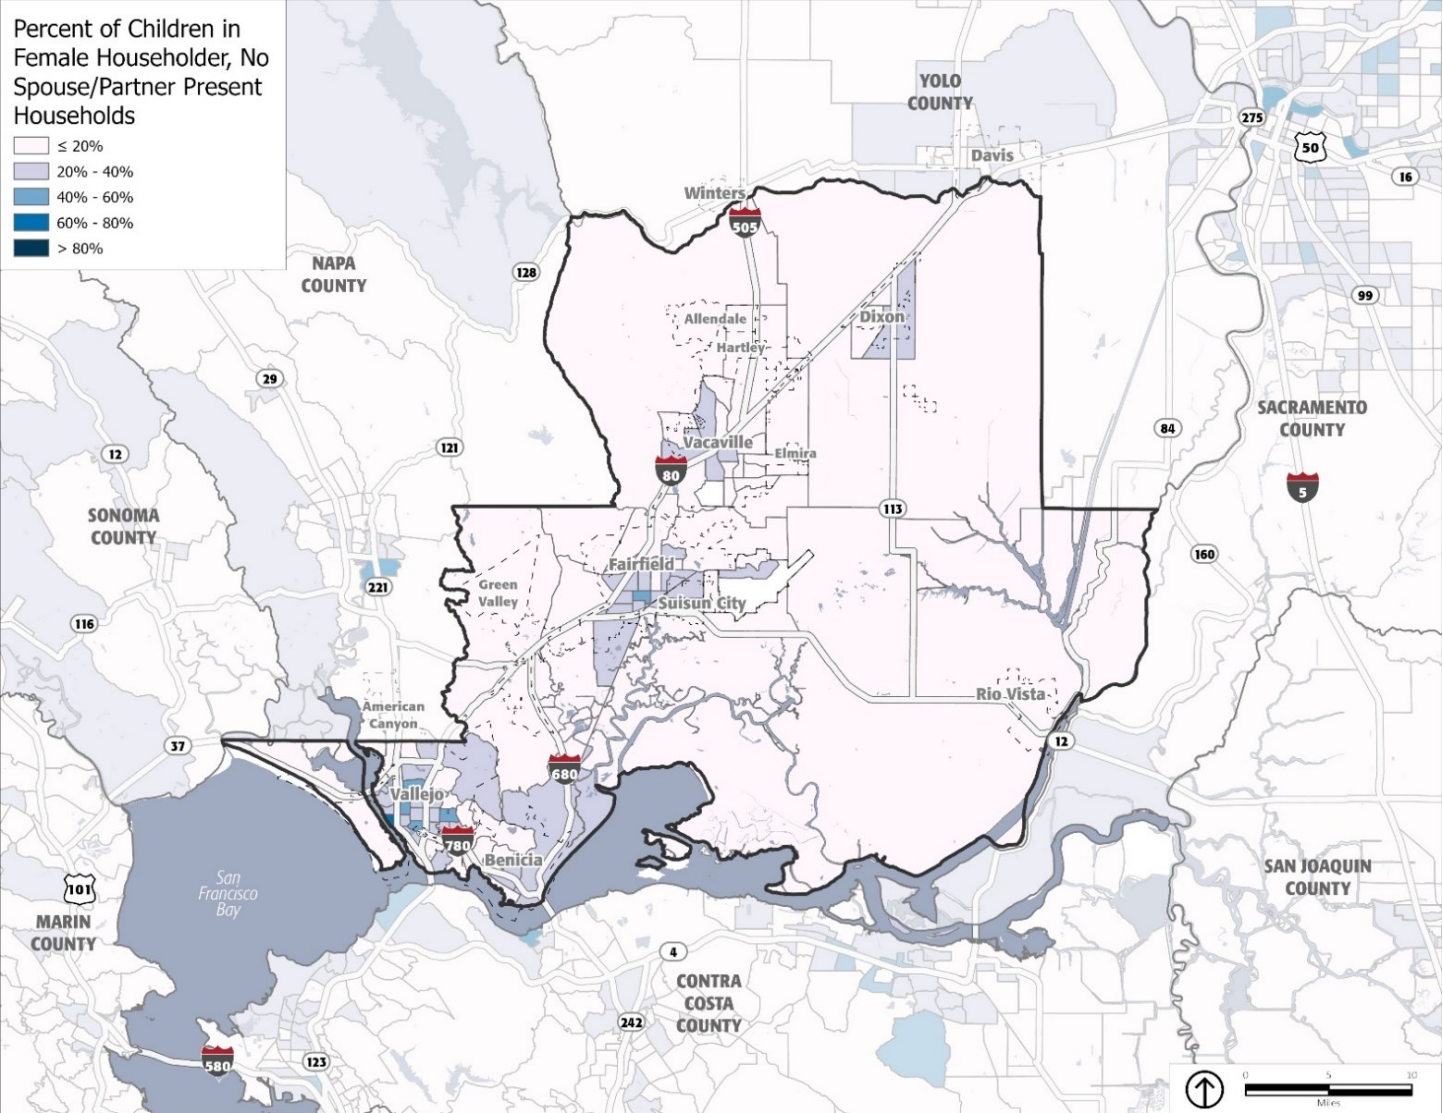 Percent of Children in
Female Householder, No
Spouse/Partner Present
Households
≤ 20%
20% - 40%
40% - 60%
60% - 80%
> 80%
YOLO
COUNTY
275
50
Davis
16
Winters
505
NAPA
COUNTY
128
99
Allendale
Dixon
Hartley
29
SACRAMENTO
COUNTY
84
121
Vacaville
12
Elmira
80
5
SONOMA
COUNTY
113
160
Fairfield
221
Green
Valley
Suisun City
116
Rio Vista
American
Canyon
37
12
680
Vallejo
780
Benicia
San
Francisco
Bay
101
SAN JOAQUIN
COUNTY
MARIN
COUNTY
4
CONTRA
COSTA
COUNTY
242
580
123
0 5 10
Miles